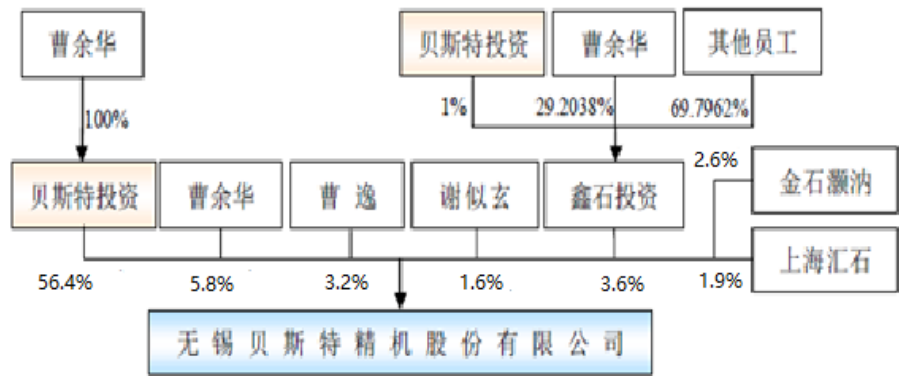 曹余华
贝斯特投资
曹余华
其他员工
100%
1%
29.2038%
69.7962%
贝斯特投资
曹余华
曹逸
谢似玄
鑫石投资
2.6%
金石灏汭
上海汇石
56.4%
5.8%
3.2%
1.6%
3.6%
1.9%
无锡贝斯特精机股份有限公司